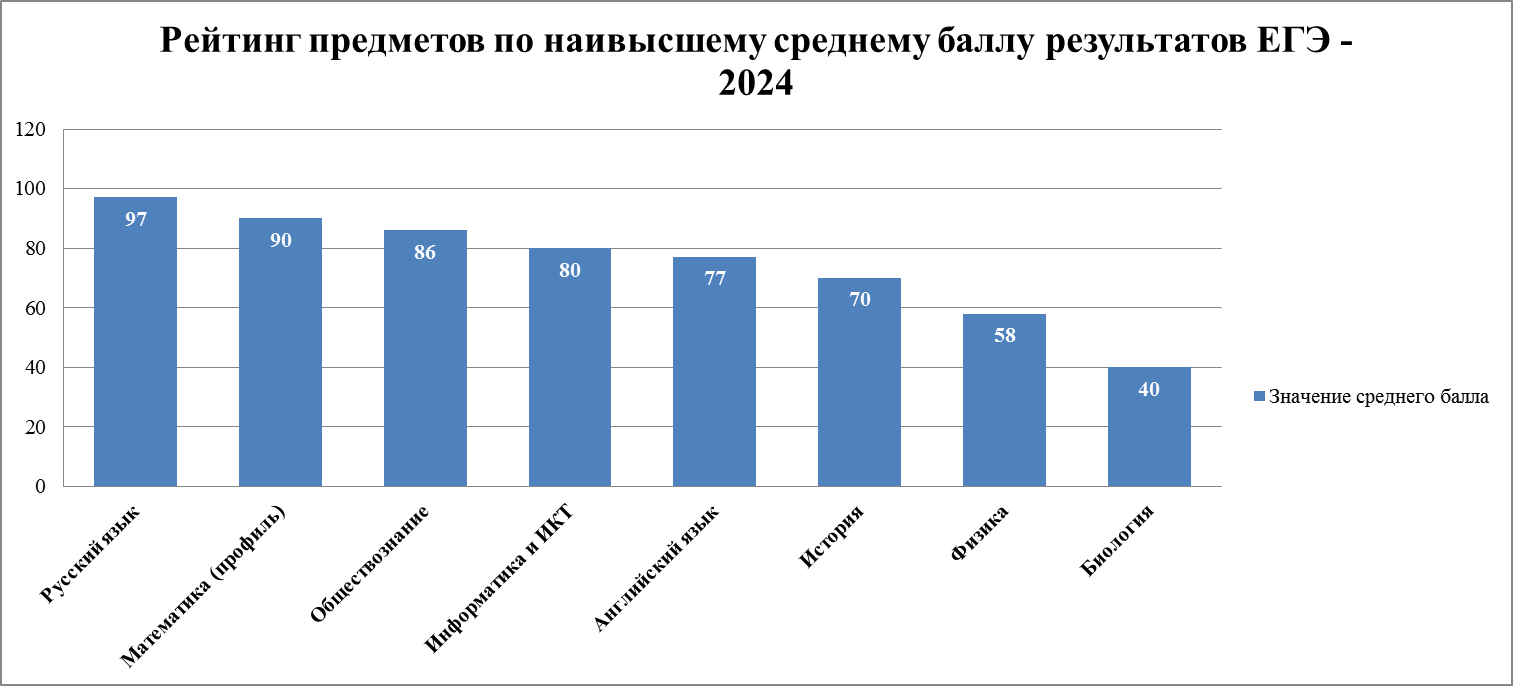 Рейтинг предметов по наивысшему среднему баллу результатов ЕГЭ -
2024
120
100
80
60
40
20
0
97
90
86
80
77
70
58
40
Русский язык
Математика (профиль)
Обществознание
Информатика и ИКТ
Английский язык
История
Физика
Биология
Значение среднего балла